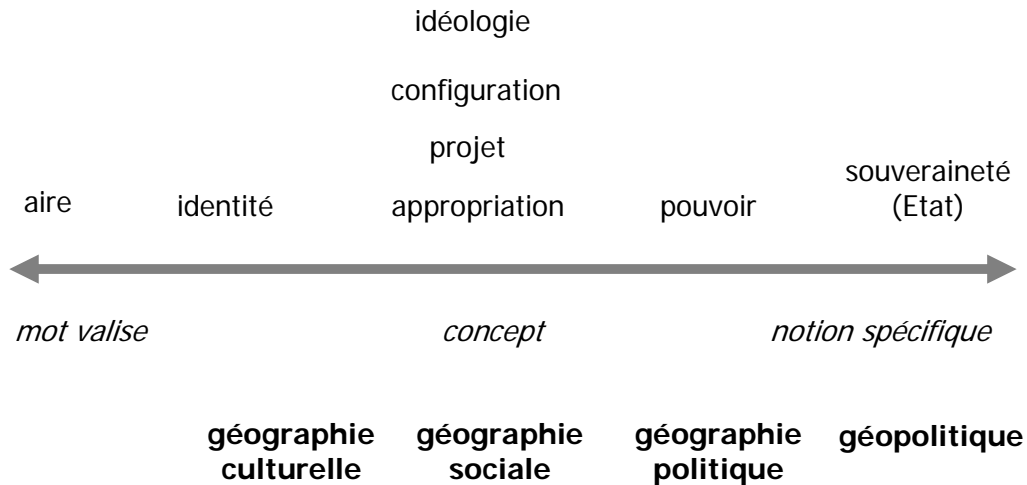 idéologie
configuration
projet
souveraineté
aire identité appropriation pouvoir (Etat)
mot valise concept notion spécifique
géographie géographie géographie géopolitique
culturelle sociale politique